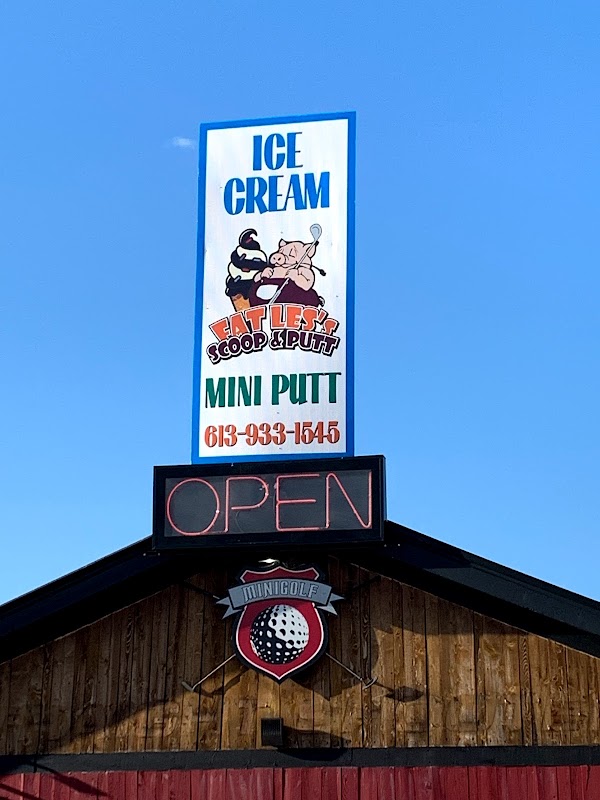 ICE
CREAM
FAT LES's
SCOOP & PUTT
MINI PUTT
613-933-1545
OPEN
MINIGOLF